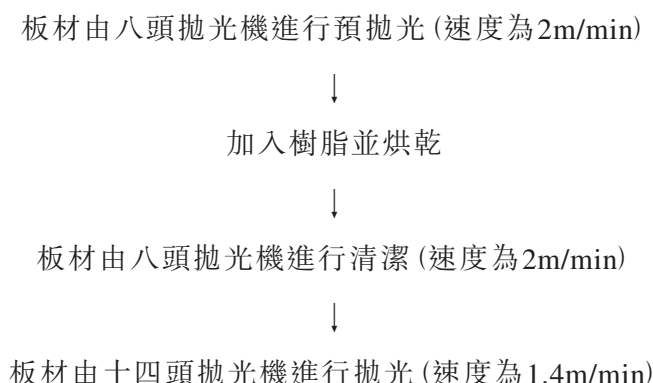 板材由八頭拋光機進行預拋光(速度為2m/min)
↓
加入樹脂並烘乾
↓
板材由八頭拋光機進行清潔(速度為2m/min)
↓
板材由十四頭拋光機進行拋光(速度為1.4m/min)